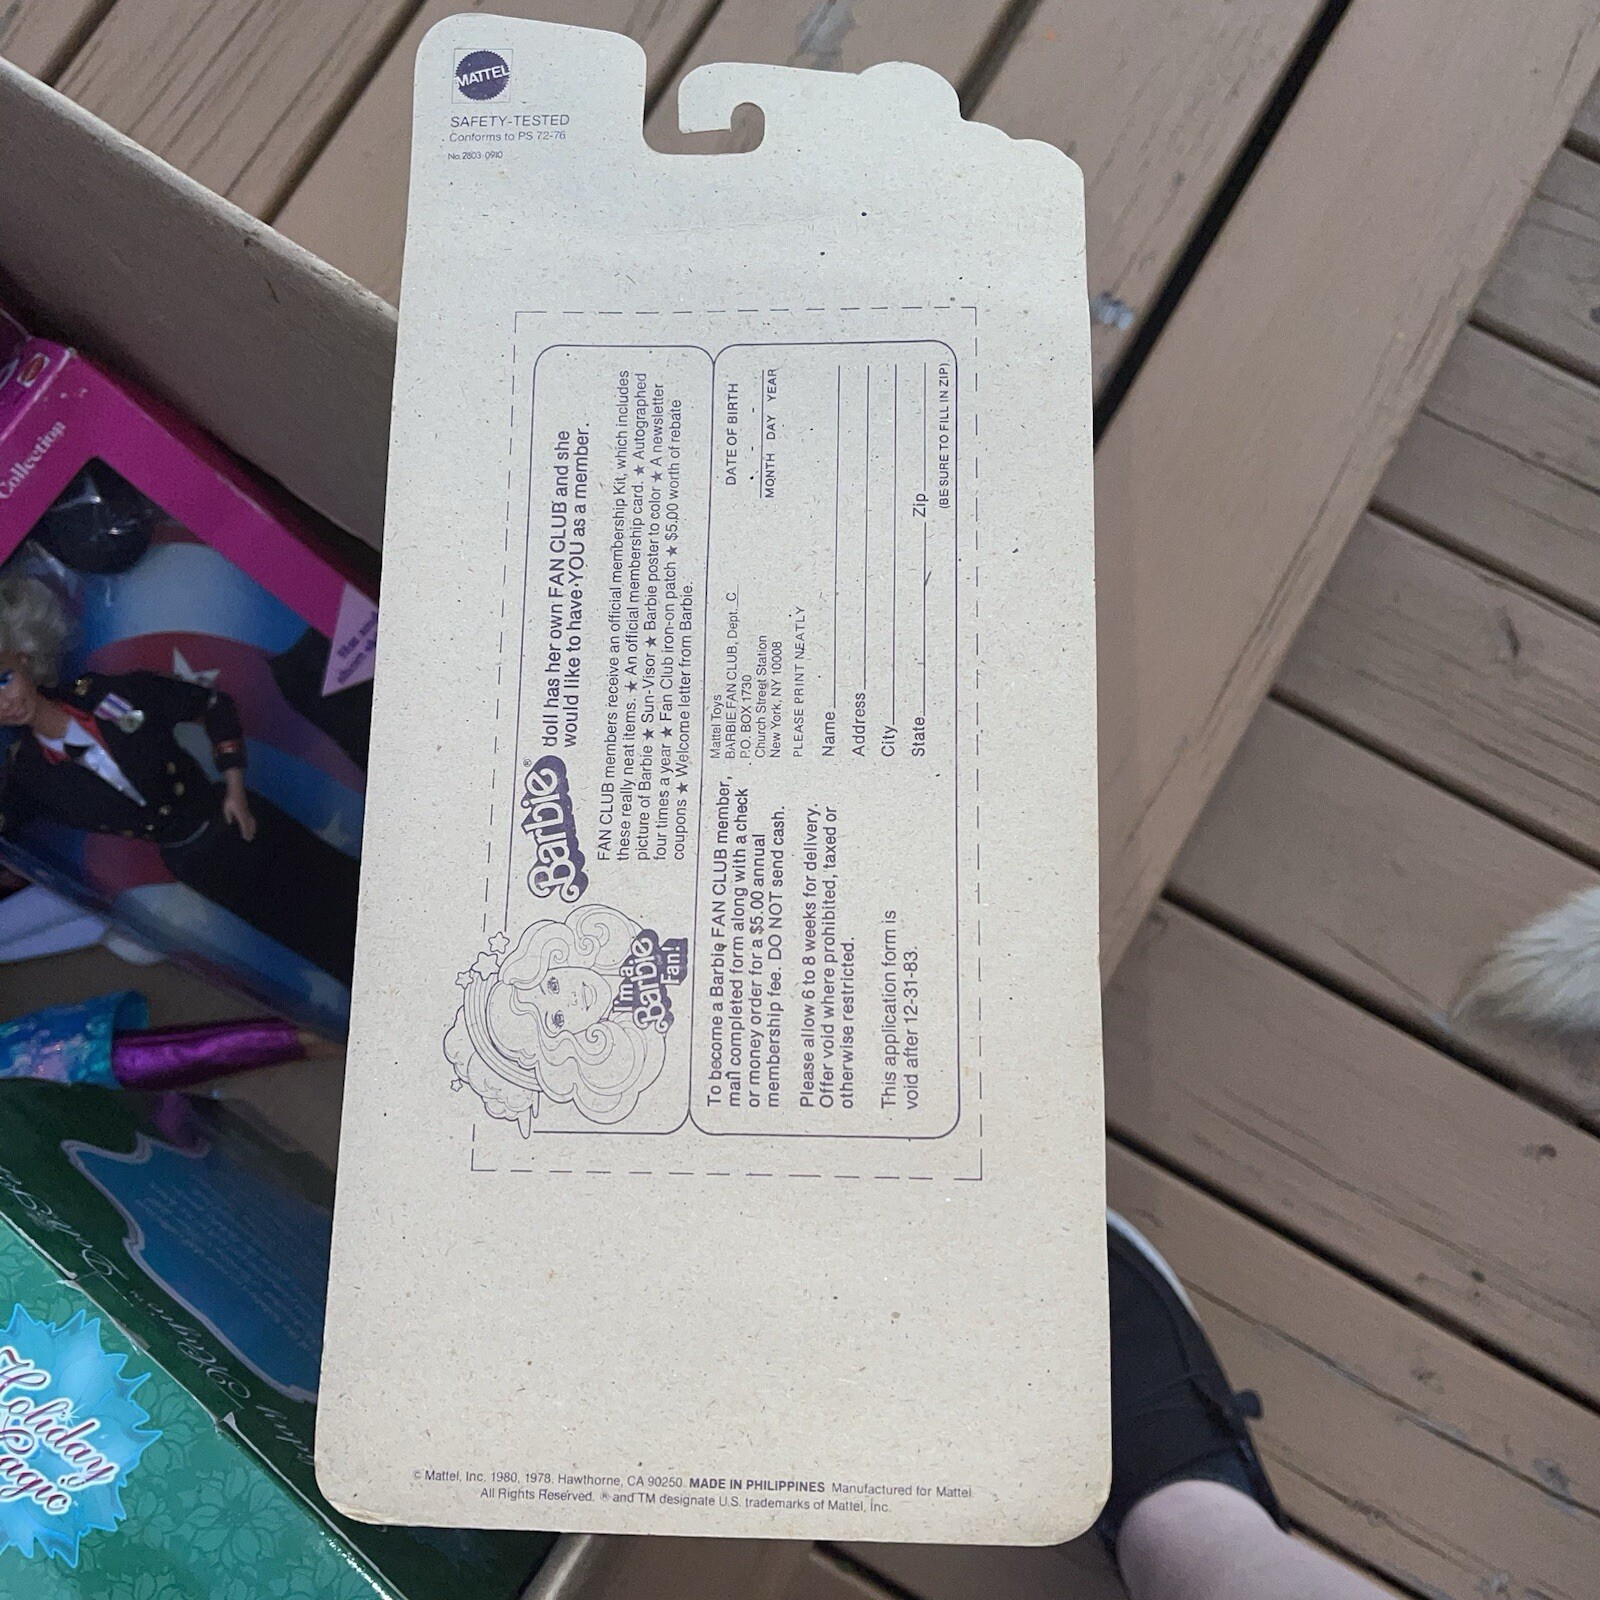 MATTEL
SAFETY-TESTED
Conforms to PS 72-76
No. 2803-0910
Barbie® doll has her own FAN CLUB and she
would like to have YOU as a member.
FAN CLUB members receive an official membership Kit, which includes
these really neat items. ★ An official membership card. ★ Autographed
picture of Barbie ★ Sun-Visor ★ Barbie poster to color ★ A newsletter
four times a year ★ Fan Club iron-on patch ★ $5.00 worth of rebate
coupons ★ Welcome letter from Barbie.
I'm a
Barbie
Fan!
To become a Barbie FAN CLUB member,
mail completed form along with a check
or money order for a $5.00 annual
membership fee. DO NOT send cash.
Please allow 6 to 8 weeks for delivery.
Offer void where prohibited, taxed or
otherwise restricted.
This application form is
void after 12-31-83.
Mattel Toys
BARBIE FAN CLUB, Dept. C
P.O. BOX 1730
Church Street Station
New York, NY 10008
DATE OF BIRTH
MONTH DAY YEAR
PLEASE PRINT NEATLY
Name
Address
City
State Zip
(BE SURE TO FILL IN ZIP)
© Mattel, Inc. 1980, 1978, Hawthorne, CA 90250. MADE IN PHILIPPINES Manufactured for Mattel.
All Rights Reserved. ® and TM designate U.S. trademarks of Mattel, Inc.
Collection
Holiday
Magic